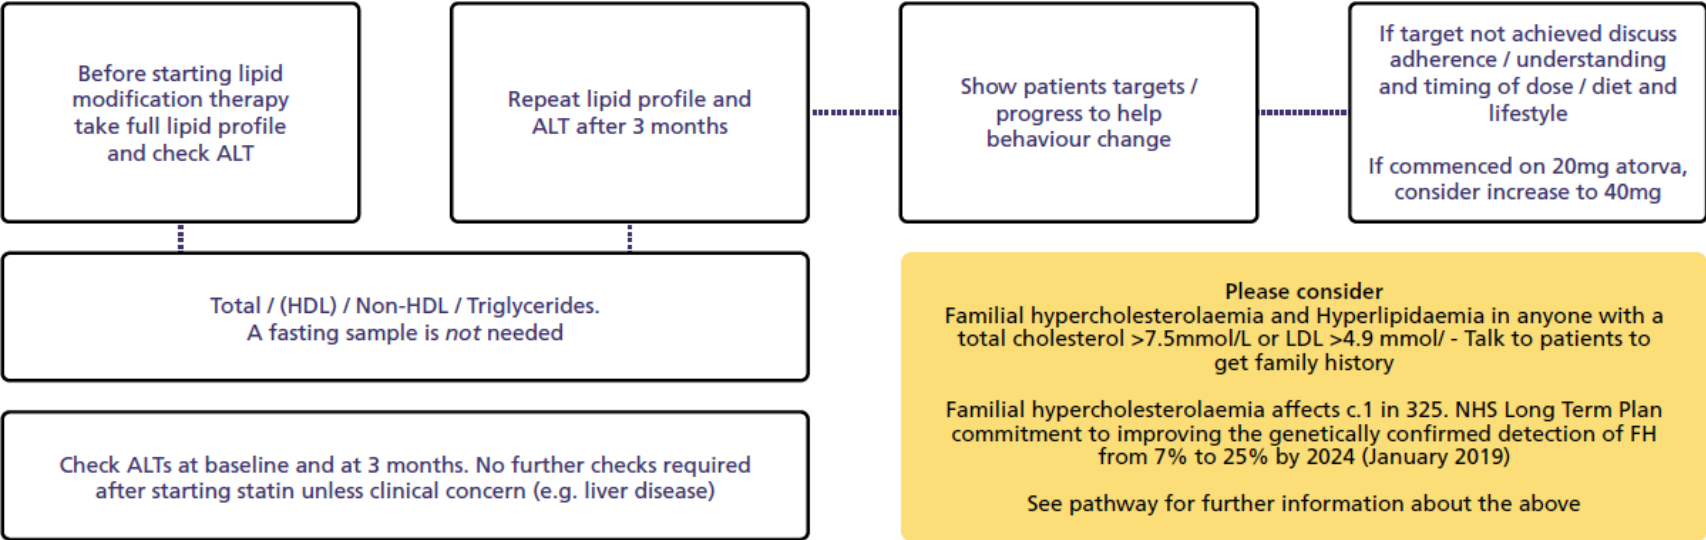 Before starting lipid
modification therapy
take full lipid profile
and check ALT
Repeat lipid profile and
ALT after 3 months
Show patients targets /
progress to help
behaviour change
If target not achieved discuss
adherence / understanding
and timing of dose / diet and
lifestyle
If commenced on 20mg atorva,
consider increase to 40mg
Total / (HDL) / Non-HDL / Triglycerides.
A fasting sample is not needed
Check ALTs at baseline and at 3 months. No further checks required
after starting statin unless clinical concern (e.g. liver disease)
Please consider
Familial hypercholesterolaemia and Hyperlipidaemia in anyone with a
total cholesterol >7.5mmol/L or LDL >4.9 mmol/ - Talk to patients to
get family history
Familial hypercholesterolaemia affects c.1 in 325. NHS Long Term Plan
commitment to improving the genetically confirmed detection of FH
from 7% to 25% by 2024 (January 2019)
See pathway for further information about the above